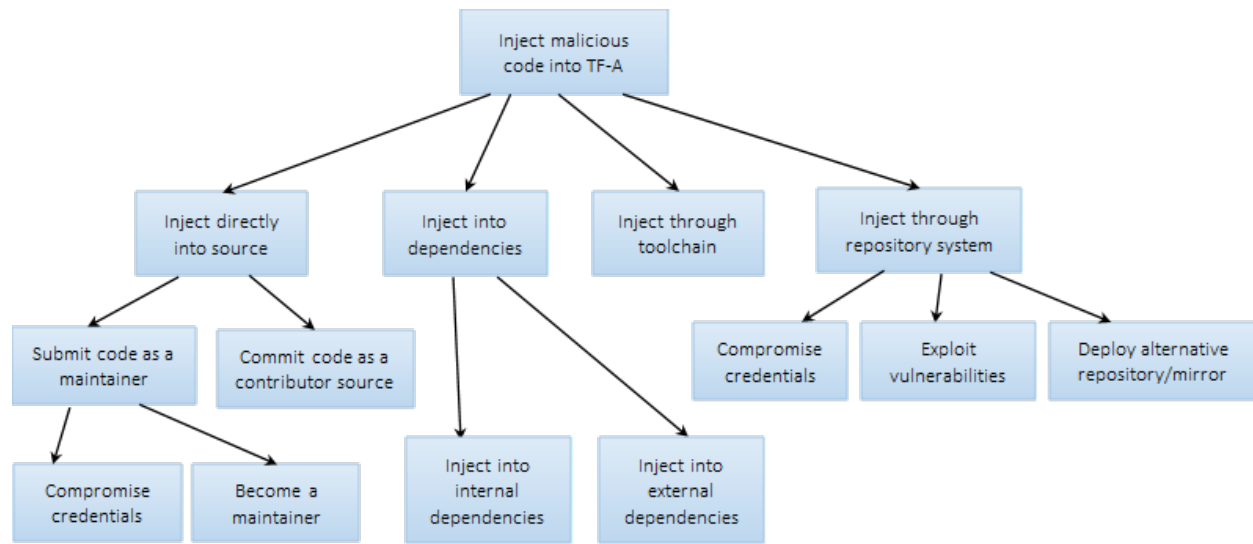 Inject malicious
code into TF-A
Inject directly
into source
Inject into
dependencies
Inject through
toolchain
Inject through
repository system
Submit code as a
maintainer
Commit code as a
contributor source
Compromise
credentials
Exploit
vulnerabilities
Deploy alternative
repository/mirror
Compromise
credentials
Become a
maintainer
Inject into
internal
dependencies
Inject into
external
dependencies